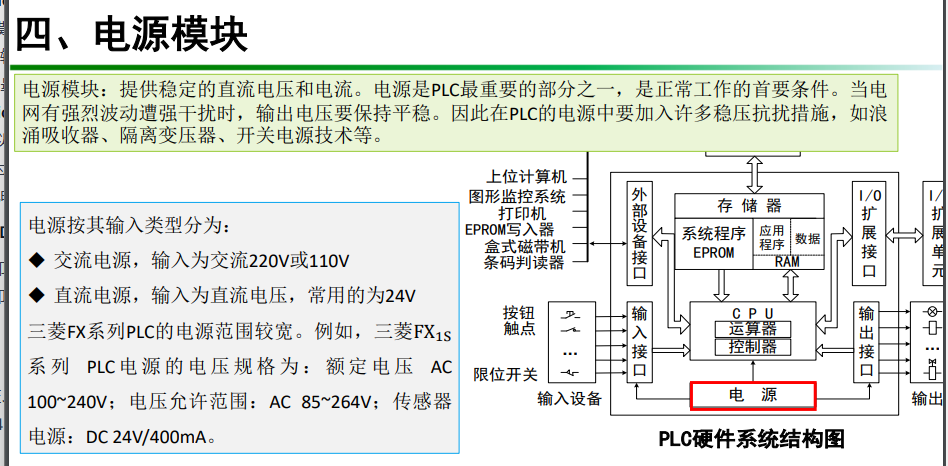 四、电源模块
电源模块：提供稳定的直流电压和电流。电源是PLC最重要的部分之一，是正常工作的首要条件。当电
网有强烈波动遭强干扰时，输出电压要保持平稳。因此在PLC的电源中要加入许多稳压抗扰措施，如浪
涌吸收器、隔离变压器、开关电源技术等。
电源按其输入类型分为：
◆ 交流电源，输入为交流220V或110V
◆ 直流电源，输入为直流电压，常用的为24V
三菱FX系列PLC的电源范围较宽。例如，三菱FX1S
系列 PLC电源的电压规格为：额定电压 AC
100~240V；电压允许范围：AC 85~264V；传感器
电源：DC 24V/400mA。
上位计算机
图形监控系统
打印机
EPROM写入器
盒式磁带机
条码判读器
外部设备接口
存储器
系统程序
EPROM
应用
程序
数据
RAM
I/O扩展接口
I/
扩展单元
按钮
触点
...
限位开关
输入设备
输入接口
CPU
运算器
控制器
输出接口
...
输出
电源
PLC硬件系统结构图